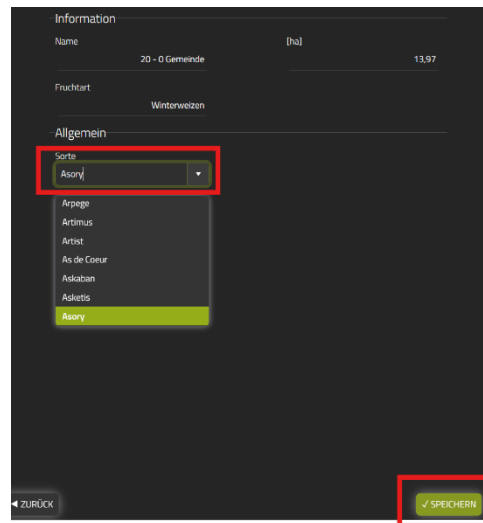 Information
Name [ha]
20 - 0 Gemeinde 13,97
Fruchtart
Winterweizen
Allgemein
Sorte
Asory
Arpege
Artimus
Artist
As de Coeur
Askaban
Asketis
Asory
◄ ZURÜCK ✓ SPEICHERN